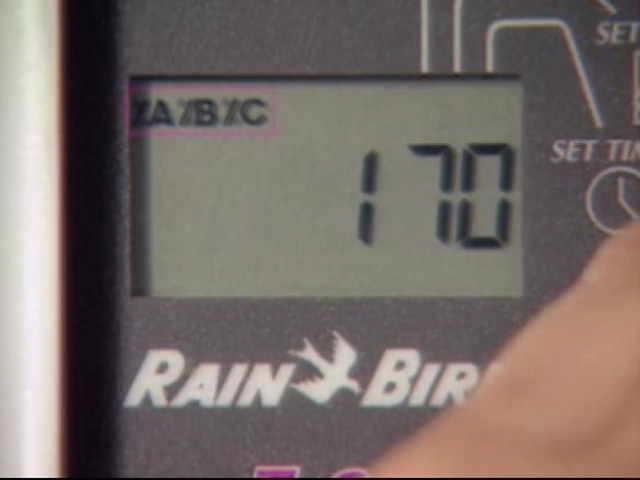 SET
%A %B %C
170
SET TIM
RAIN BIR